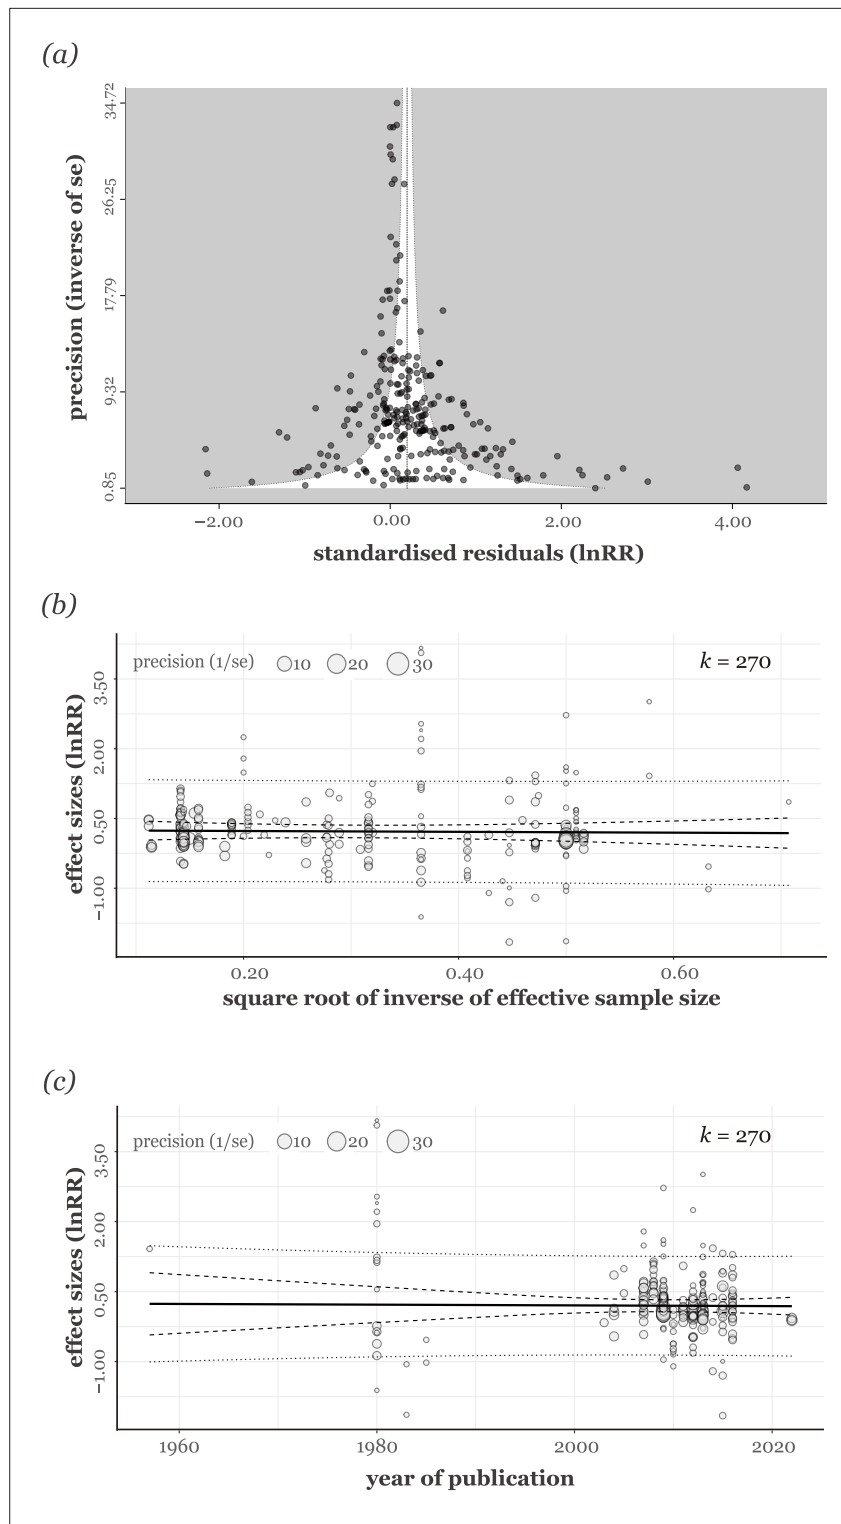 (a)
precision (inverse of se)
34.72
26.25
17.79
9.32
0.85
−2.00 0.00 2.00 4.00
standardised residuals (lnRR)
(b)
precision (1/se) 10 20 30 k = 270
effect sizes (lnRR)
3.50
2.00
0.50
−1.00
0.20 0.40 0.60
square root of inverse of effective sample size
(c)
precision (1/se) 10 20 30 k = 270
effect sizes (lnRR)
3.50
2.00
0.50
−1.00
1960 1980 2000 2020
year of publication